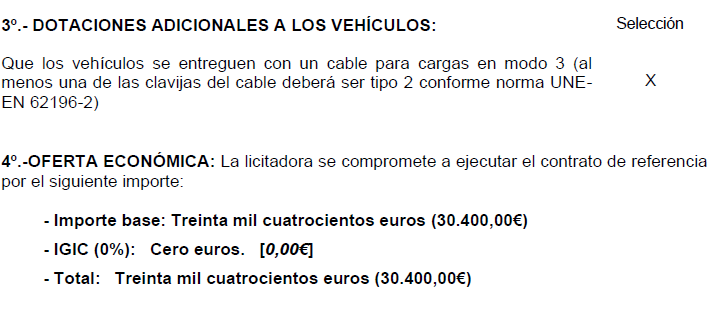 3º.- DOTACIONES ADICIONALES A LOS VEHÍCULOS: Selección
Que los vehículos se entreguen con un cable para cargas en modo 3 (al
menos una de las clavijas del cable deberá ser tipo 2 conforme norma UNE-
EN 62196-2)
X
4º.-OFERTA ECONÓMICA: La licitadora se compromete a ejecutar el contrato de referencia
por el siguiente importe:
- Importe base: Treinta mil cuatrocientos euros (30.400,00€)
- IGIC (0%): Cero euros. [0,00€]
- Total: Treinta mil cuatrocientos euros (30.400,00€)